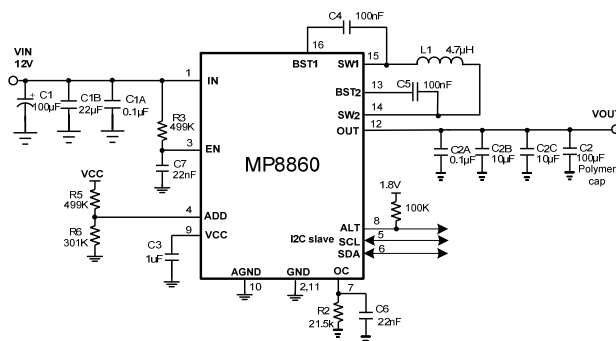 C4 100nF
16
BST1
SW1 15
L1 4.7µH
VIN
12V
1 IN
BST2 13
C5 100nF
SW2 14
OUT 12
VOUT
+ C1
100µF
C1B
22µF
C1A
0.1µF
R3
499K
3 EN
C7
22nF
MP8860
C2A
0.1µF
C2B
10µF
C2C
10µF
C2
100µF
Polymer
cap
VCC
R5
499K
1.8V
100K
4 ADD
R6
301K
9 VCC
C3
1uF
ALT 8
I2C slave
SCL 5
SDA 6
AGND
GND
OC
10
2,11
7
R2
21.5k
C6
22nF